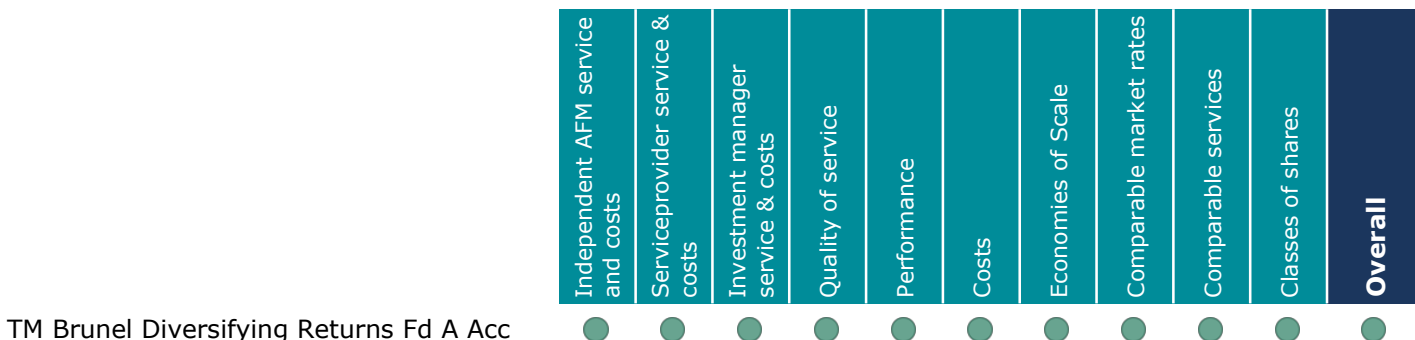 Independent AFM service
and costs
Serviceprovider service &
costs
Investment manager
service & costs
Quality of service
Performance
Costs
Economies of Scale
Comparable market rates
Comparable services
Classes of shares
Overall
TM Brunel Diversifying Returns Fd A Acc